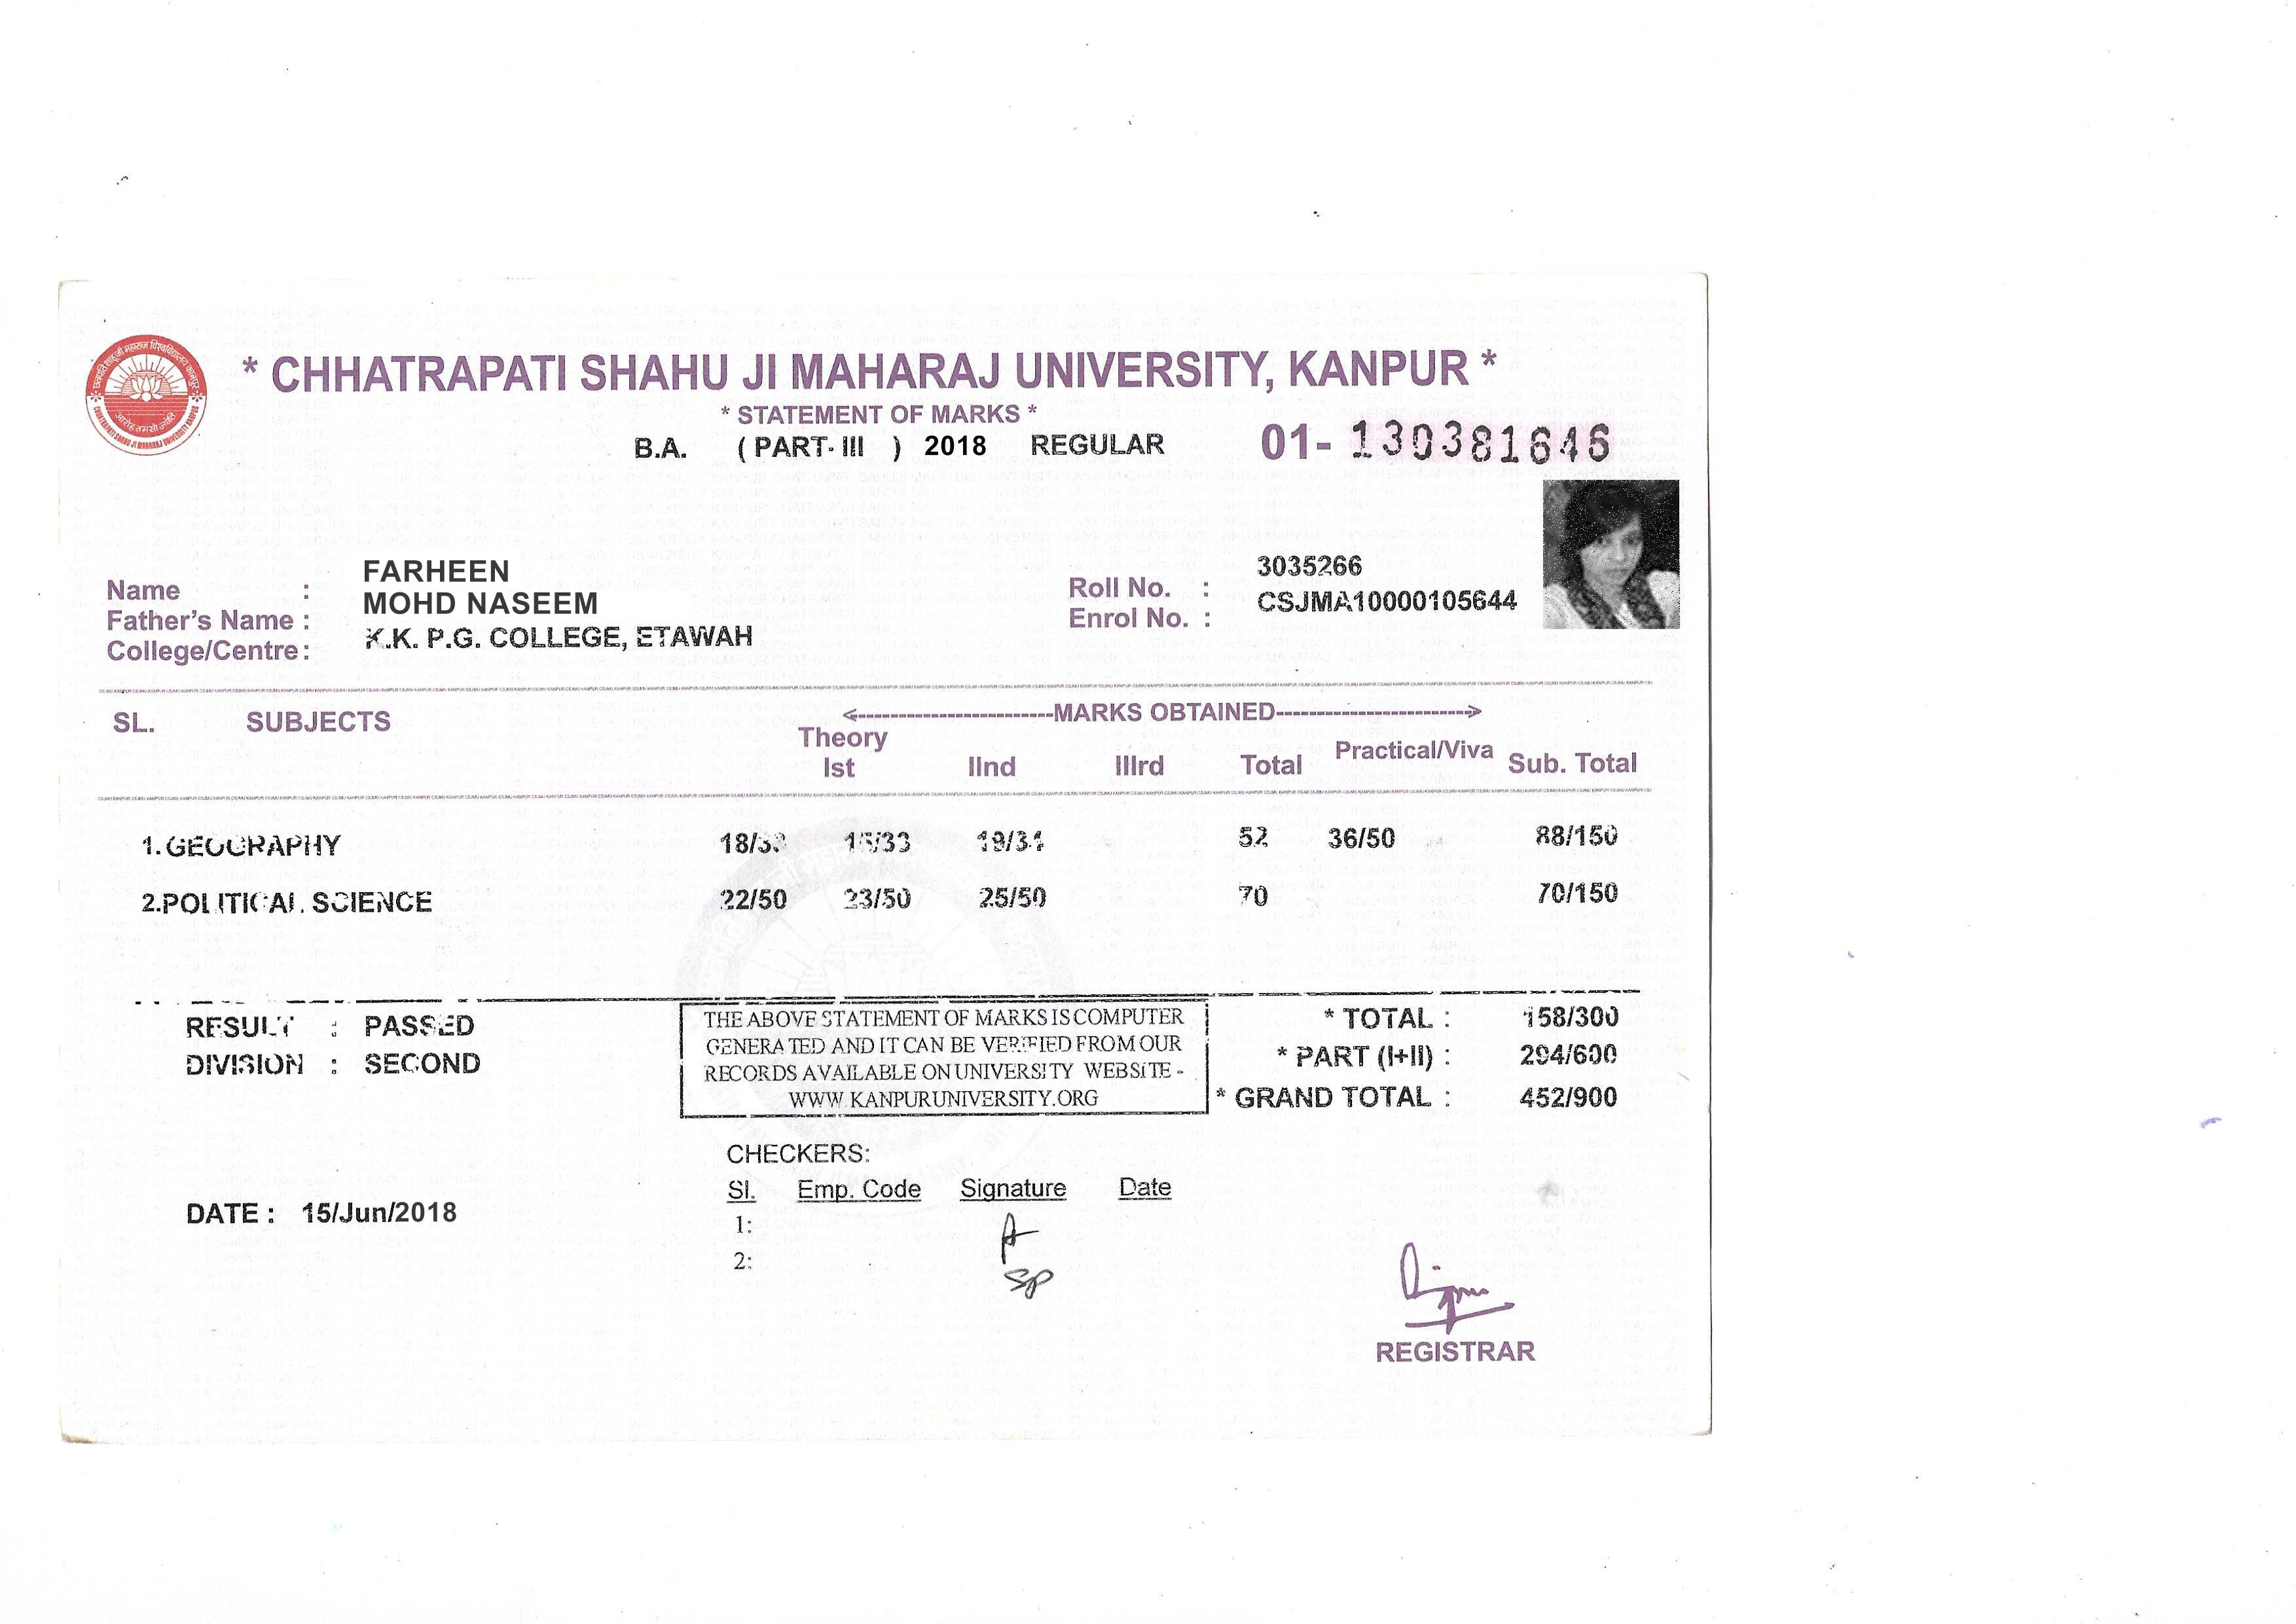 * CHHATRAPATI SHAHU JI MAHARAJ UNIVERSITY, KANPUR *
* STATEMENT OF MARKS *
B.A. ( PART- III ) 2018 REGULAR 01- 130381646
Name : FARHEEN
Father's Name : MOHD NASEEM
College/Centre : K.K. P.G. COLLEGE, ETAWAH
Roll No. : 3035266
Enrol No. : CSJMA10000105644
SL. SUBJECTS <---MARKS OBTAINED--->
Theory
Ist IInd IIIrd Total Practical/Viva Sub. Total
1. GEOGRAPHY 18/33 15/33 19/34 52 36/50 88/150
2.POLITICAL SCIENCE 22/50 23/50 25/50 70 70/150
RESULT : PASSED
DIVISION : SECOND
THE ABOVE STATEMENT OF MARKS IS COMPUTER
GENERATED AND IT CAN BE VERIFIED FROM OUR
RECORDS AVAILABLE ON UNIVERSITY WEBSITE -
WWW.KANPURUNIVERSITY.ORG
* TOTAL : 158/300
* PART (I+II) : 294/600
* GRAND TOTAL : 452/900
CHECKERS:
Sl. Emp. Code Signature Date
1:
2:
DATE : 15/Jun/2018
REGISTRAR